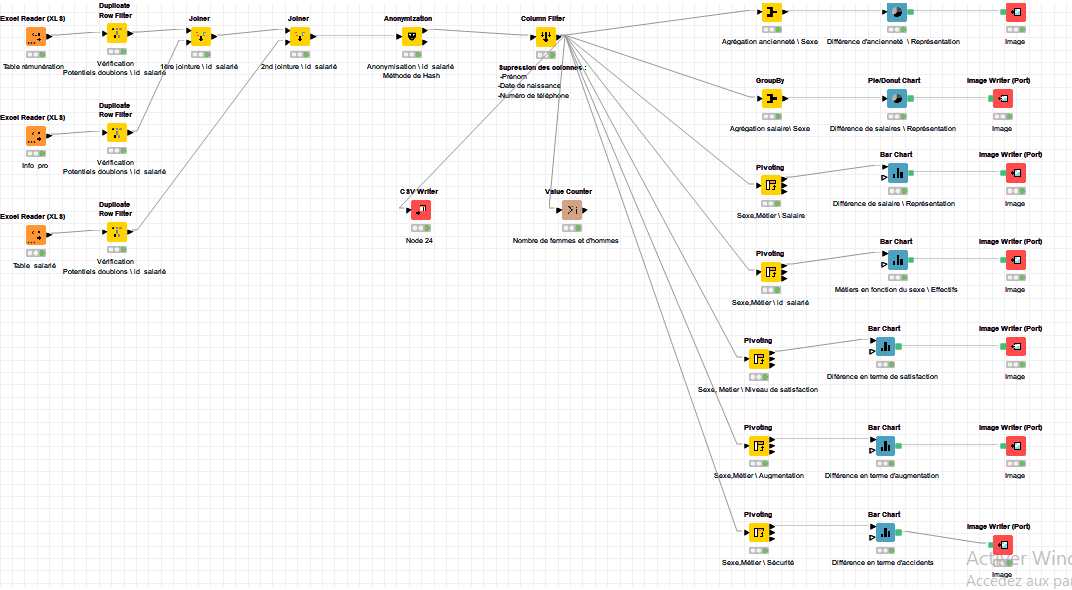 Excel Reader (XLS)
Table rémunération
Duplicate
Row Filter
Vérification
Potentiels doublons \ id_salarié
Joiner
1ère jointure \ id_salarié
Joiner
2nd jointure \ id_salarié
Anonymization
Anonymisation \ id_salarié
Méthode de Hash
Column Filter
Supression des colonnes :
-Prénom
-Date de naissance
-Numéro de téléphone
Agrégation ancienneté \ Sexe
Différence d'ancienneté \ Représentation
Image
GroupBy
Agrégation salaire\ Sexe
Pie/Donut Chart
Différence de salaires \ Représentation
Image Writer (Port)
Image
Excel Reader (XLS)
Info_pro
Duplicate
Row Filter
Vérification
Potentiels doublons \ id_salarié
Pivoting
Sexe,Métier \ Salaire
Bar Chart
Différence de salaire \ Représentation
Image Writer (Port)
Image
Excel Reader (XLS)
Table_salarié
Duplicate
Row Filter
Vérification
Potentiels doublons \ id_salarié
CSV Writer
Node 24
Value Counter
Nombre de femmes et d'hommes
Pivoting
Sexe,Métier \ id_salarié
Bar Chart
Métiers en fonction du sexe \ Effectifs
Image Writer (Port)
Image
Pivoting
Sexe, Metier \ Niveau de satisfaction
Bar Chart
Diférence en terme de satisfaction
Image Writer (Port)
Image
Pivoting
Sexe,Métier \ Augmentation
Bar Chart
Différence en terme d'augmentation
Image Writer (Port)
Image
Pivoting
Sexe,Métier \ Sécurité
Bar Chart
Différence en terme d'accidents
Image Writer (Port)
Image
Activer Wind
Accédez aux pa